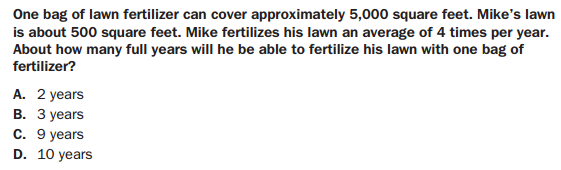 One bag of lawn fertilizer can cover approximately 5,000 square feet. Mike’s lawn
is about 500 square feet. Mike fertilizes his lawn an average of 4 times per year.
About how many full years will he be able to fertilize his lawn with one bag of
fertilizer?
A. 2 years
B. 3 years
C. 9 years
D. 10 years